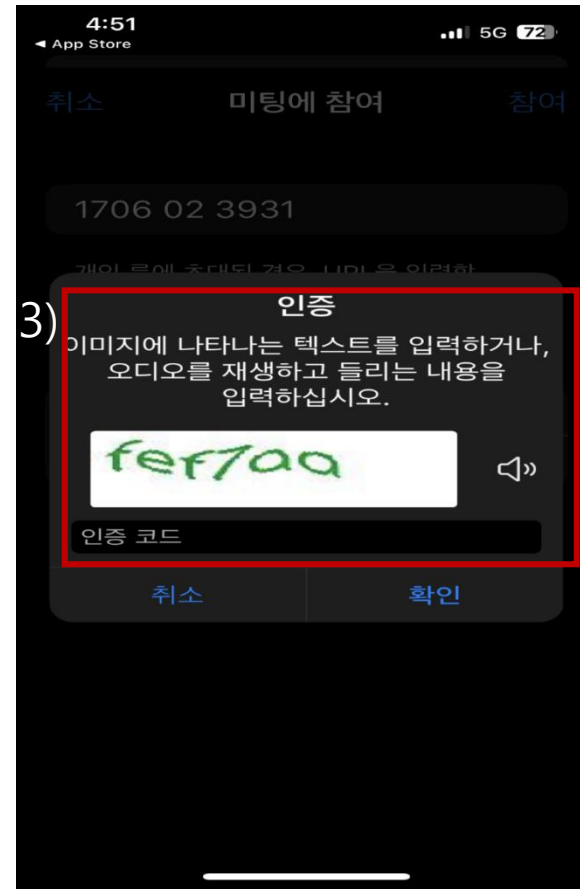 4:51
5G 72
◄ App Store
취소 미팅에 참여 참여
1706 02 3931
개인 룸에 초대된 경우, URL을 입력합
3)
인증
이미지에 나타나는 텍스트를 입력하거나,
오디오를 재생하고 들리는 내용을
입력하십시오.
인증 코드
취소 확인